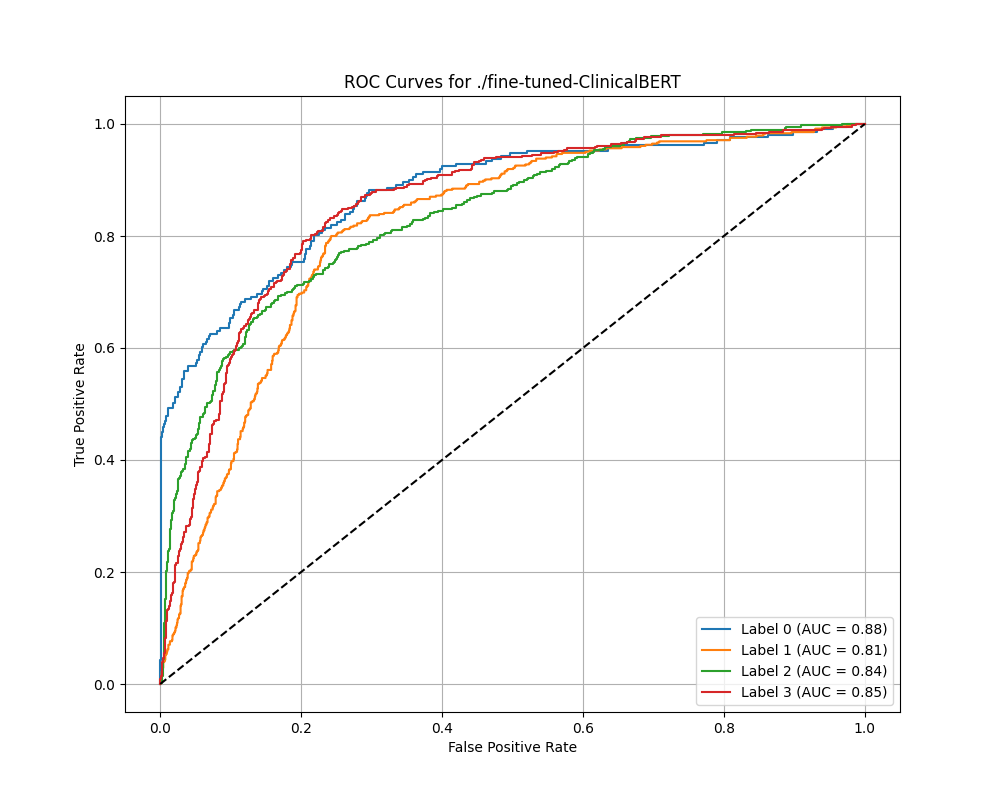 ROC Curves for ./fine-tuned-ClinicalBERT
1.0
0.8
0.6
0.4
0.2
0.0
True Positive Rate
0.0 0.2 0.4 0.6 0.8 1.0
False Positive Rate
Label 0 (AUC = 0.88)
Label 1 (AUC = 0.81)
Label 2 (AUC = 0.84)
Label 3 (AUC = 0.85)